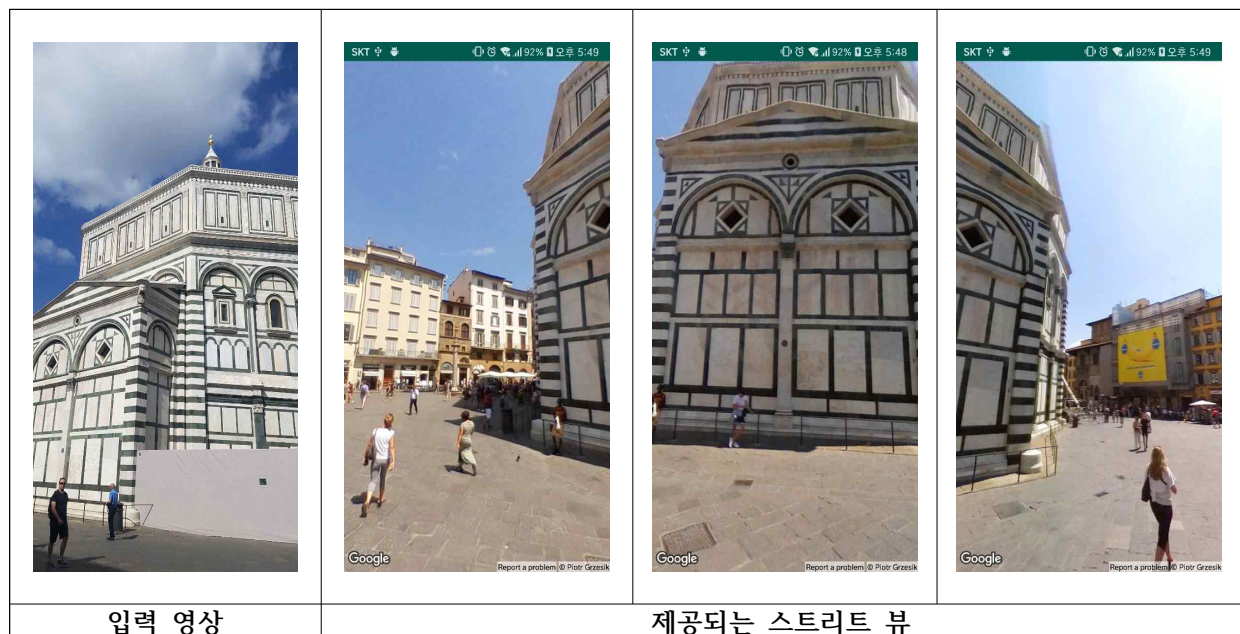 SKT 92% 오후 5:49
SKT 92% 오후 5:48
SKT 92% 오후 5:49
Google
Report a problem © Piotr Grzesik
Google
Report a problem © Piotr Grzesik
Google
Report a problem © Piotr Grzesik
입력 영상
제공되는 스트리트 뷰